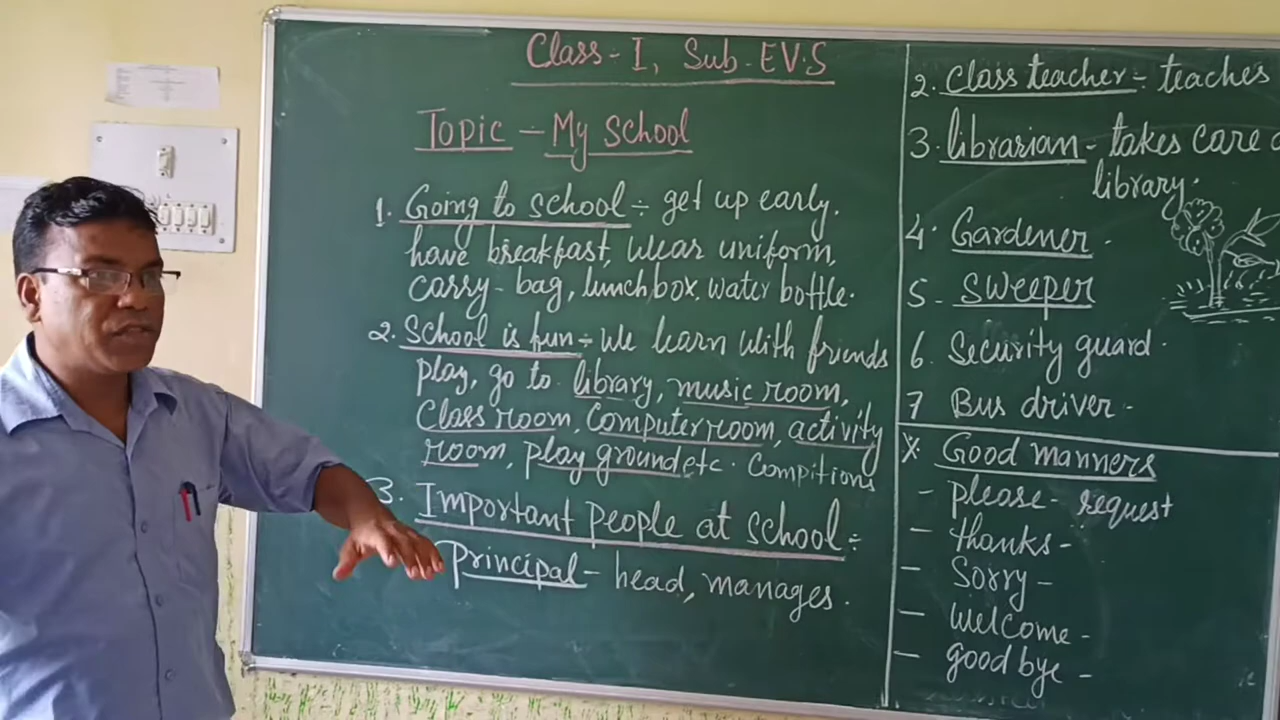 Class - I, Sub - E.V.S
Topic - My School
1. Going to school ÷ get up early.
have breakfast, wear uniform,
carry - bag, lunch box, water bottle.
2. School is fun ÷ We learn with friends
play, go to library, music room,
Class room, Computer room, activity
room, play ground etc. Compitions
3. Important people at school ÷
Principal - head, manages.
2. Class teacher ÷ teaches
3. librarian - takes care
library.
4. Gardener -
5 - Sweeper
6. Security guard -
7 Bus driver -
X. Good manners
- please - request
- thanks -
- Sorry -
- Welcome -
- good bye -